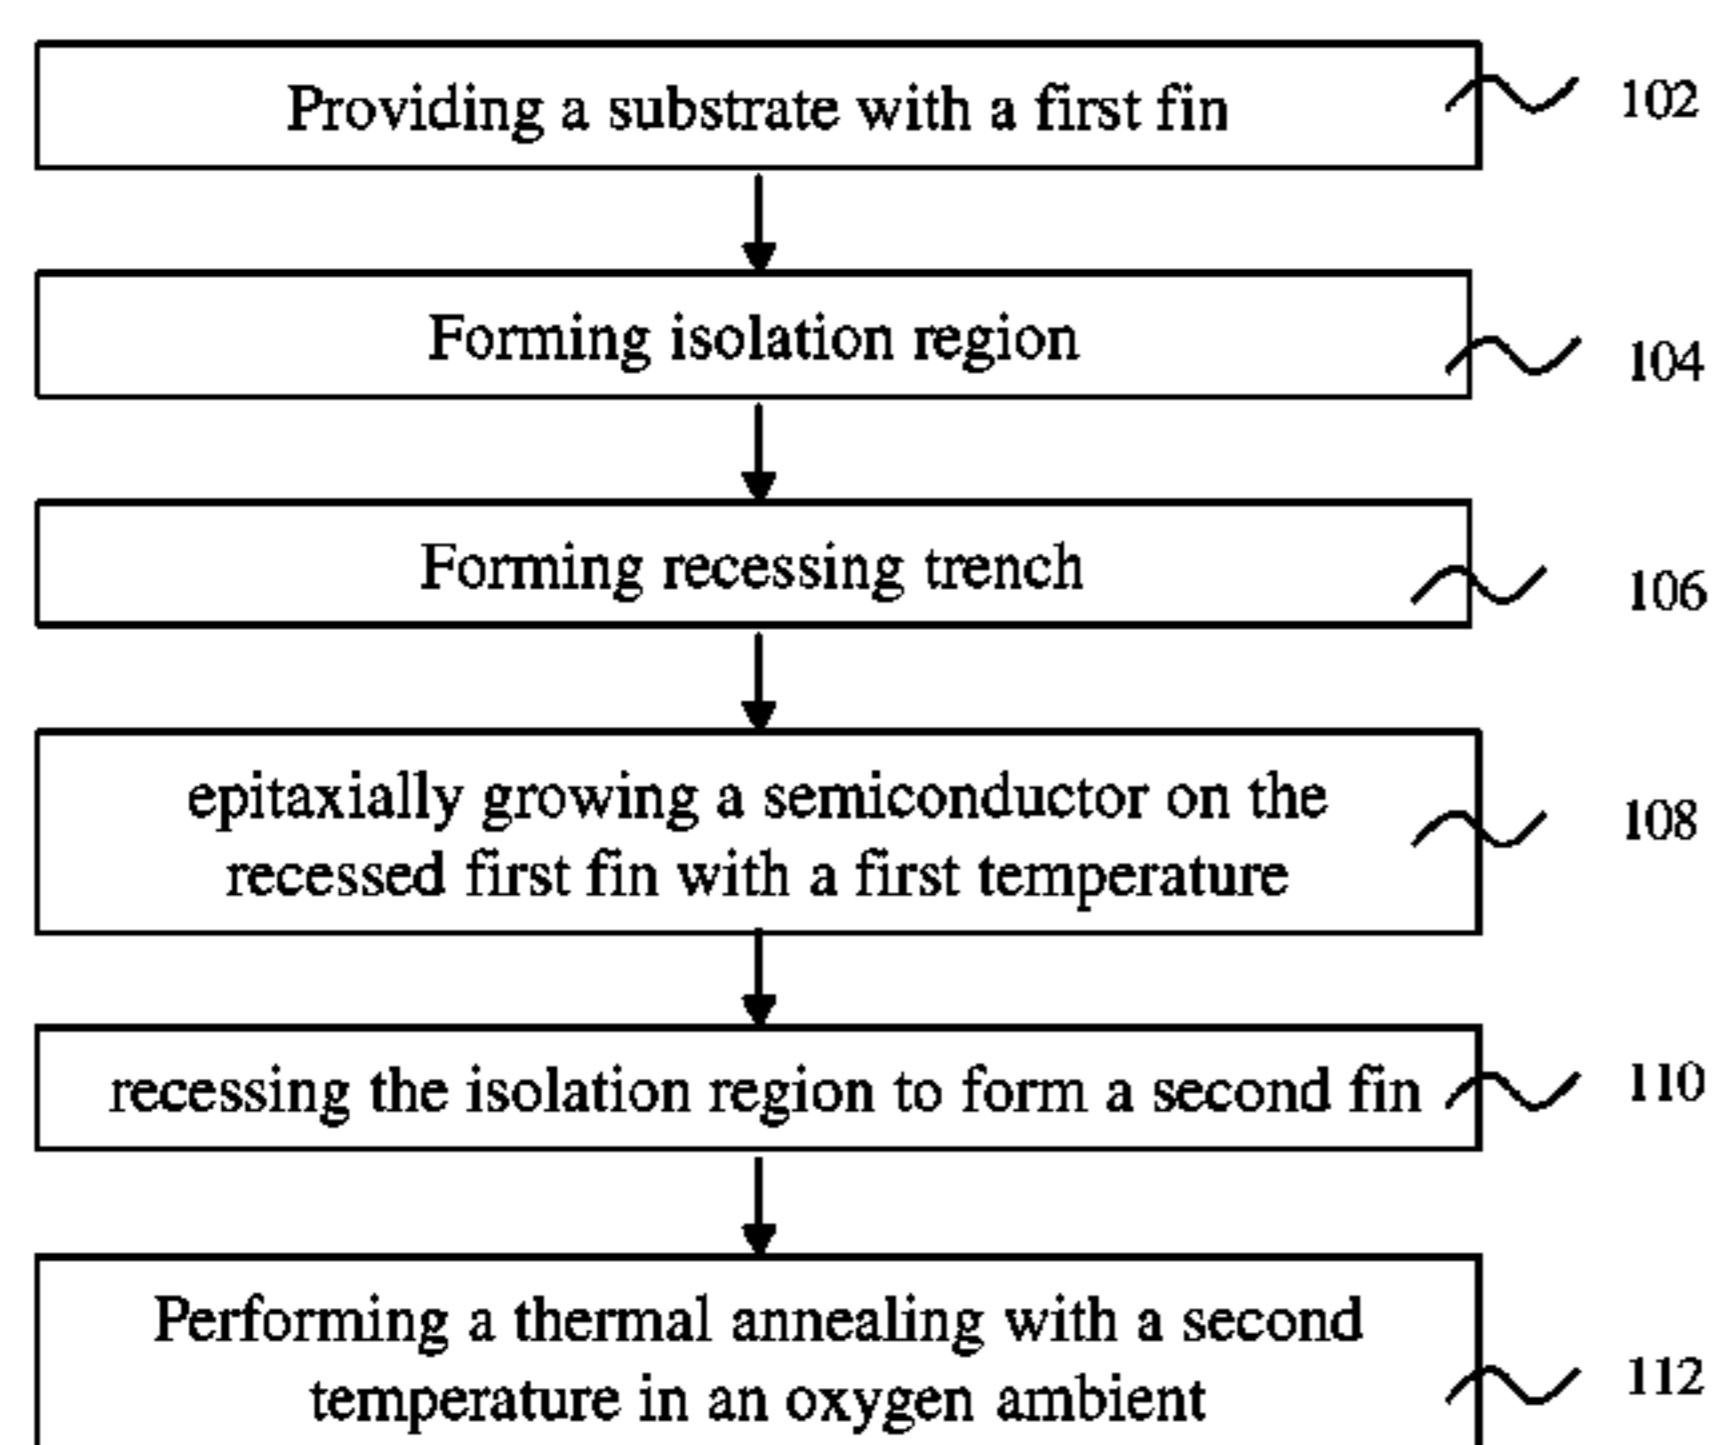 Providing a substrate with a first fin
102
Forming isolation region
104
Forming recessing trench
106
epitaxially growing a semiconductor on the
recessed first fin with a first temperature
108
recessing the isolation region to form a second fin
110
Performing a thermal annealing with a second
temperature in an oxygen ambient
112